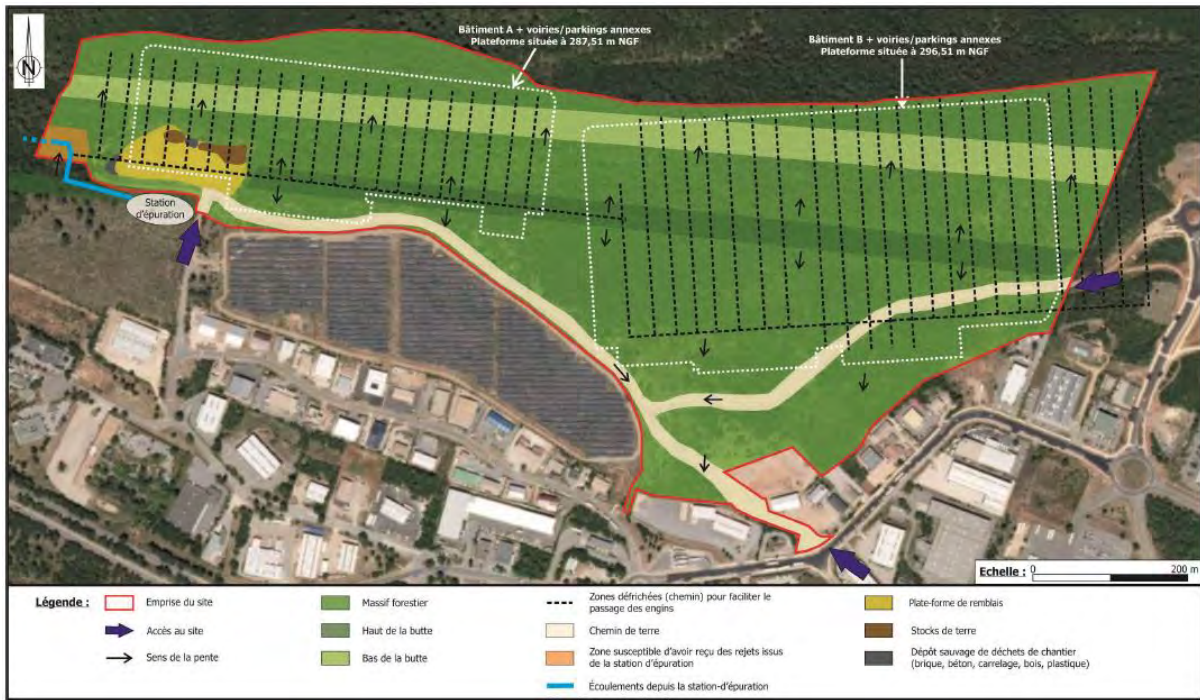 Bâtiment A + voiries/parkings annexes
Plateforme située à 287,51 m NGF
Bâtiment B + voiries/parkings annexes
Plateforme située à 296,51 m NGF
N
Station
d'épuration
Echelle : 0 200 m
Légende :
Emprise du site
Accès au site
Sens de la pente
Massif forestier
Haut de la butte
Bas de la butte
Zones défrichées (chemin) pour faciliter le
passage des engins
Chemin de terre
Zone susceptible d'avoir reçu des rejets issus
de la station d'épuration
Écoulements depuis la station-d'épuration
Plate-forme de remblais
Stocks de terre
Dépôt sauvage de déchets de chantier
(brique, béton, carrelage, bois, plastique)